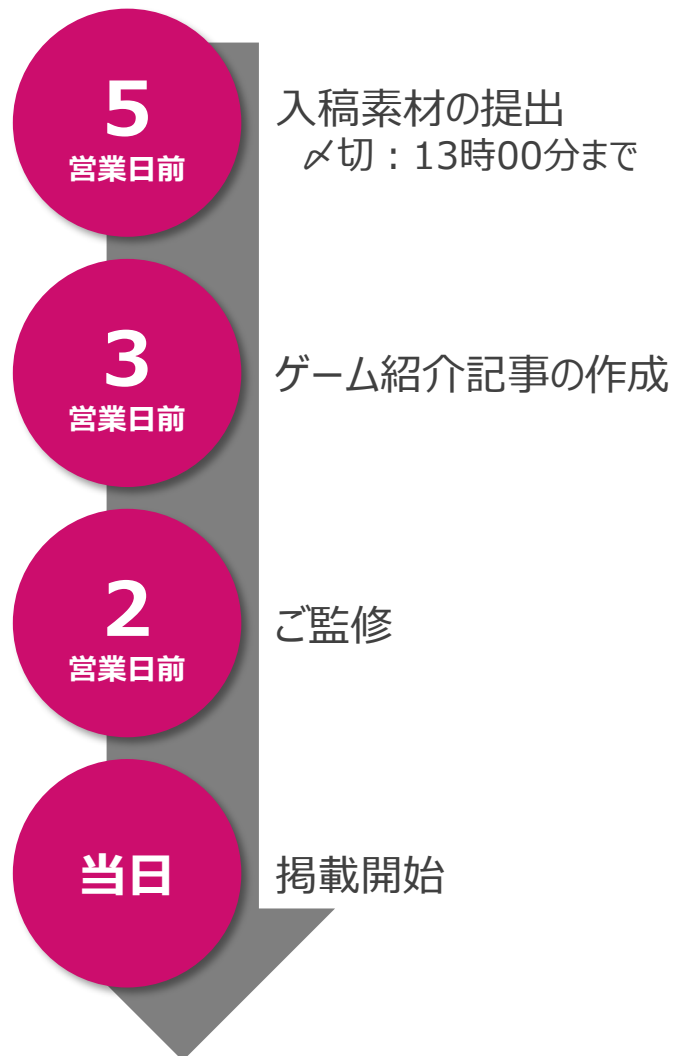 5
営業日前
入稿素材の提出
〆切：13時00分まで
3
営業日前
ゲーム紹介記事の作成
2
営業日前
ご監修
当日
掲載開始